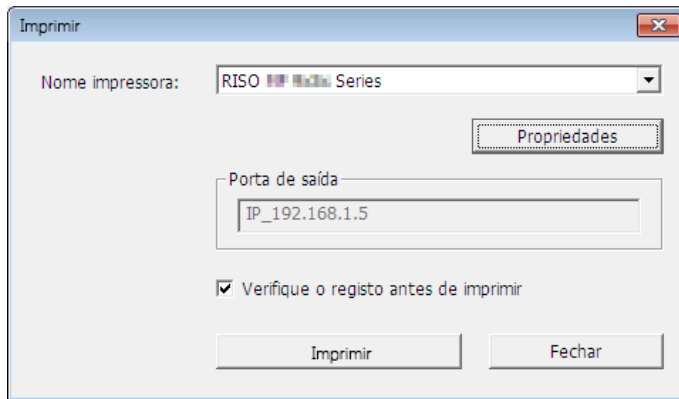 Imprimir
Nome impressora: RISO Series
Propriedades
Porta de saída
IP_192.168.1.5
Verifique o registo antes de imprimir
Imprimir Fechar